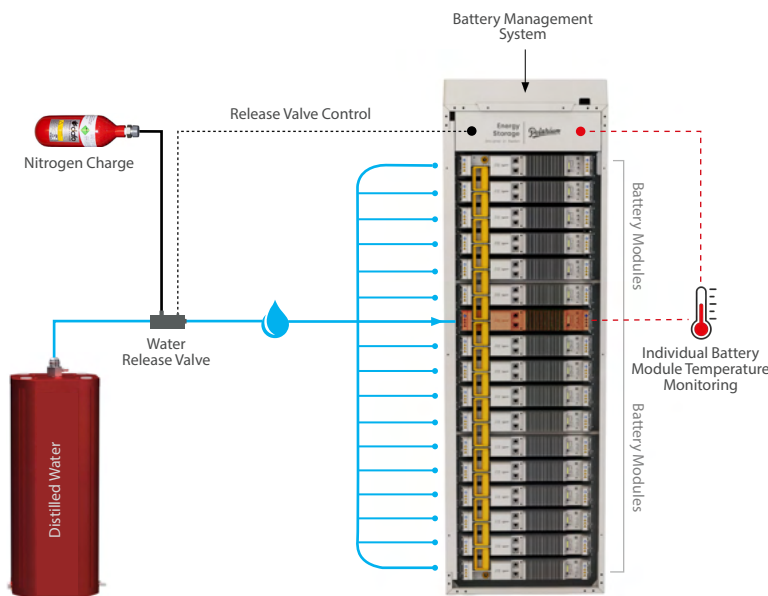 Battery Management
System
Release Valve Control
Nitrogen Charge
Energy
Storage
Polarium
Battery Modules
Water
Release Valve
Individual Battery
Module Temperature
Monitoring
Battery Modules
Distilled Water